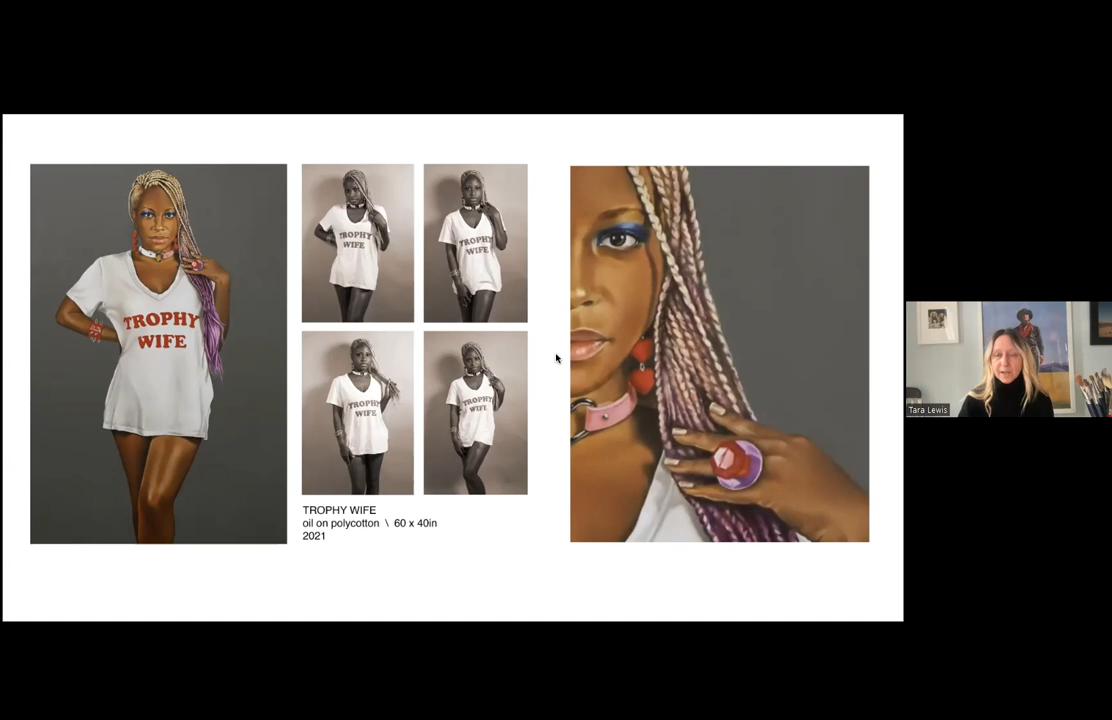 TROPHY
WIFE
TROPHY
WIFE
TROPHY
WIFE
TROPHY
WIFE
TROPHY
WIFE
TROPHY WIFE
oil on polycotton \ 60 x 40in
2021
Tara Lewis